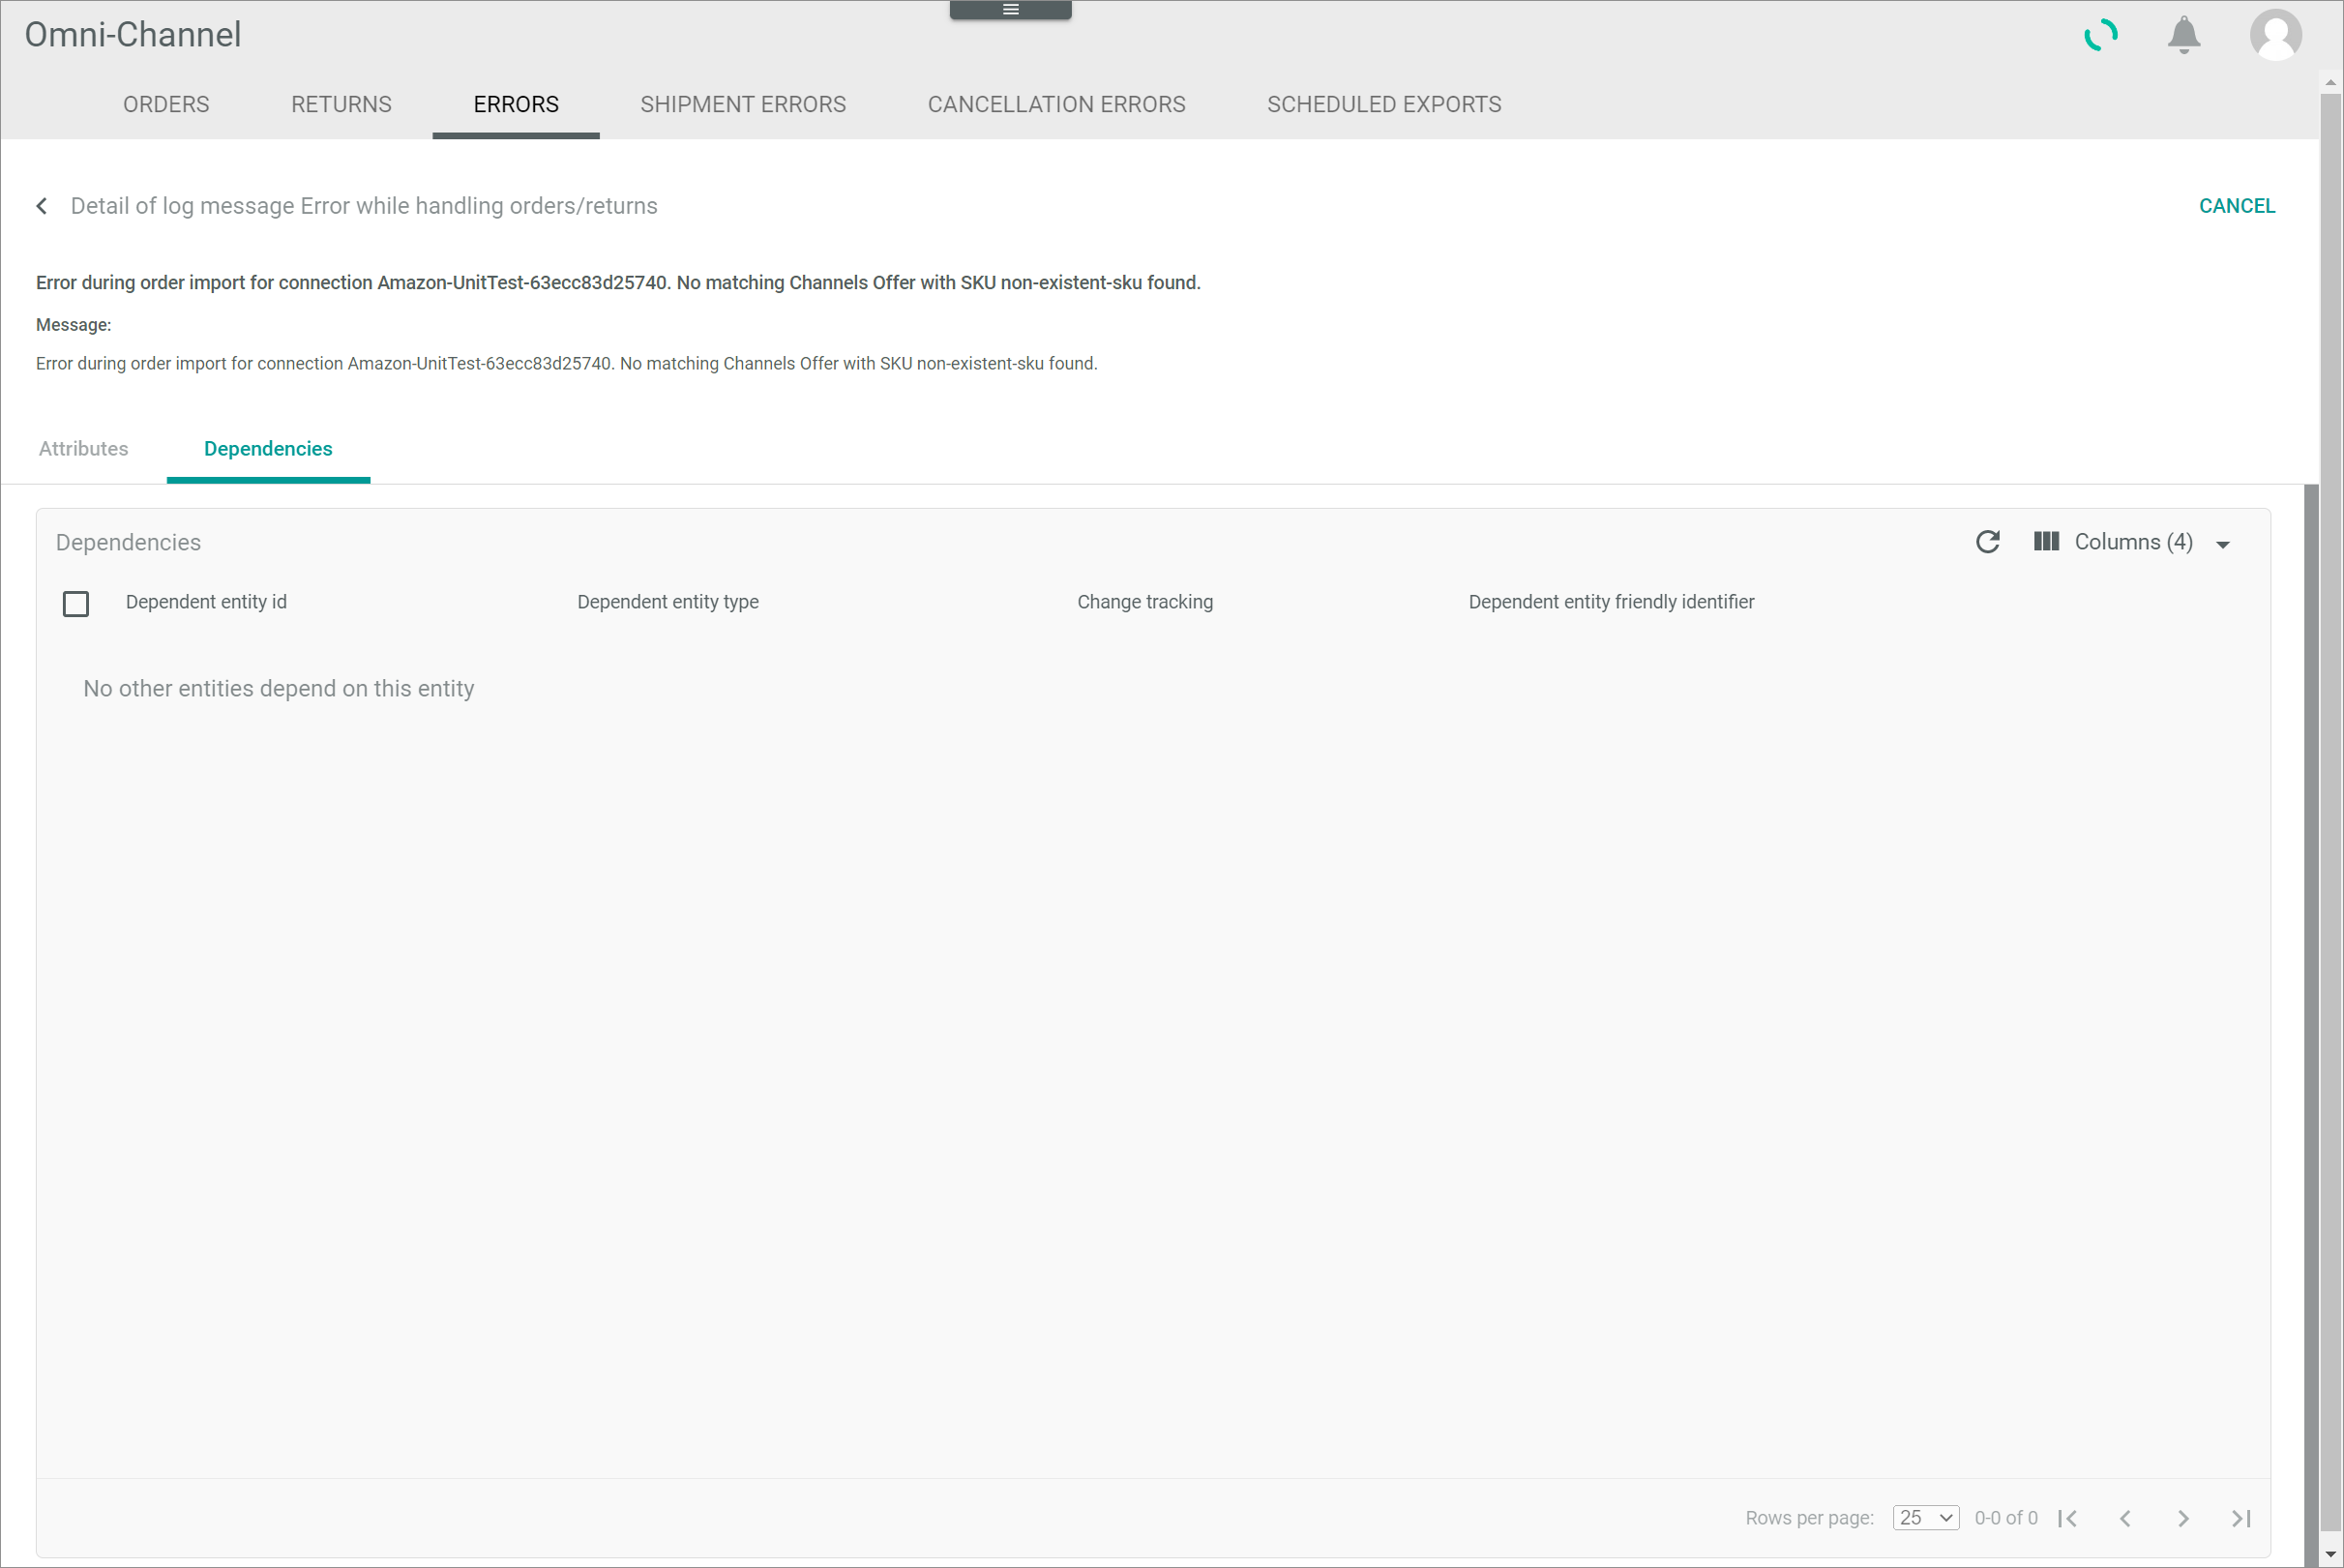 Omni-Channel
ORDERS RETURNS ERRORS SHIPMENT ERRORS CANCELLATION ERRORS SCHEDULED EXPORTS
Detail of log message Error while handling orders/returns CANCEL
Error during order import for connection Amazon-UnitTest-63ecc83d25740. No matching Channels Offer with SKU non-existent-sku found.
Message:
Error during order import for connection Amazon-UnitTest-63ecc83d25740. No matching Channels Offer with SKU non-existent-sku found.
Attributes Dependencies
Dependencies Columns (4)
Dependent entity id Dependent entity type Change tracking Dependent entity friendly identifier
No other entities depend on this entity
Rows per page: 25 0-0 of 0